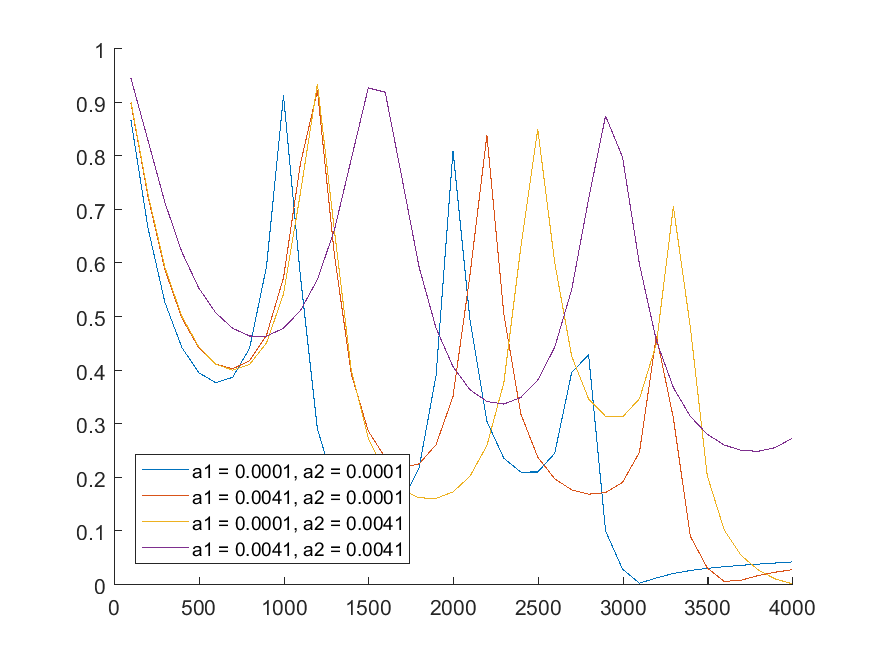 1
0.9
0.8
0.7
0.6
0.5
0.4
0.3
0.2
0.1
0
a1 = 0.0001, a2 = 0.0001
a1 = 0.0041, a2 = 0.0001
a1 = 0.0001, a2 = 0.0041
a1 = 0.0041, a2 = 0.0041
0 500 1000 1500 2000 2500 3000 3500 4000